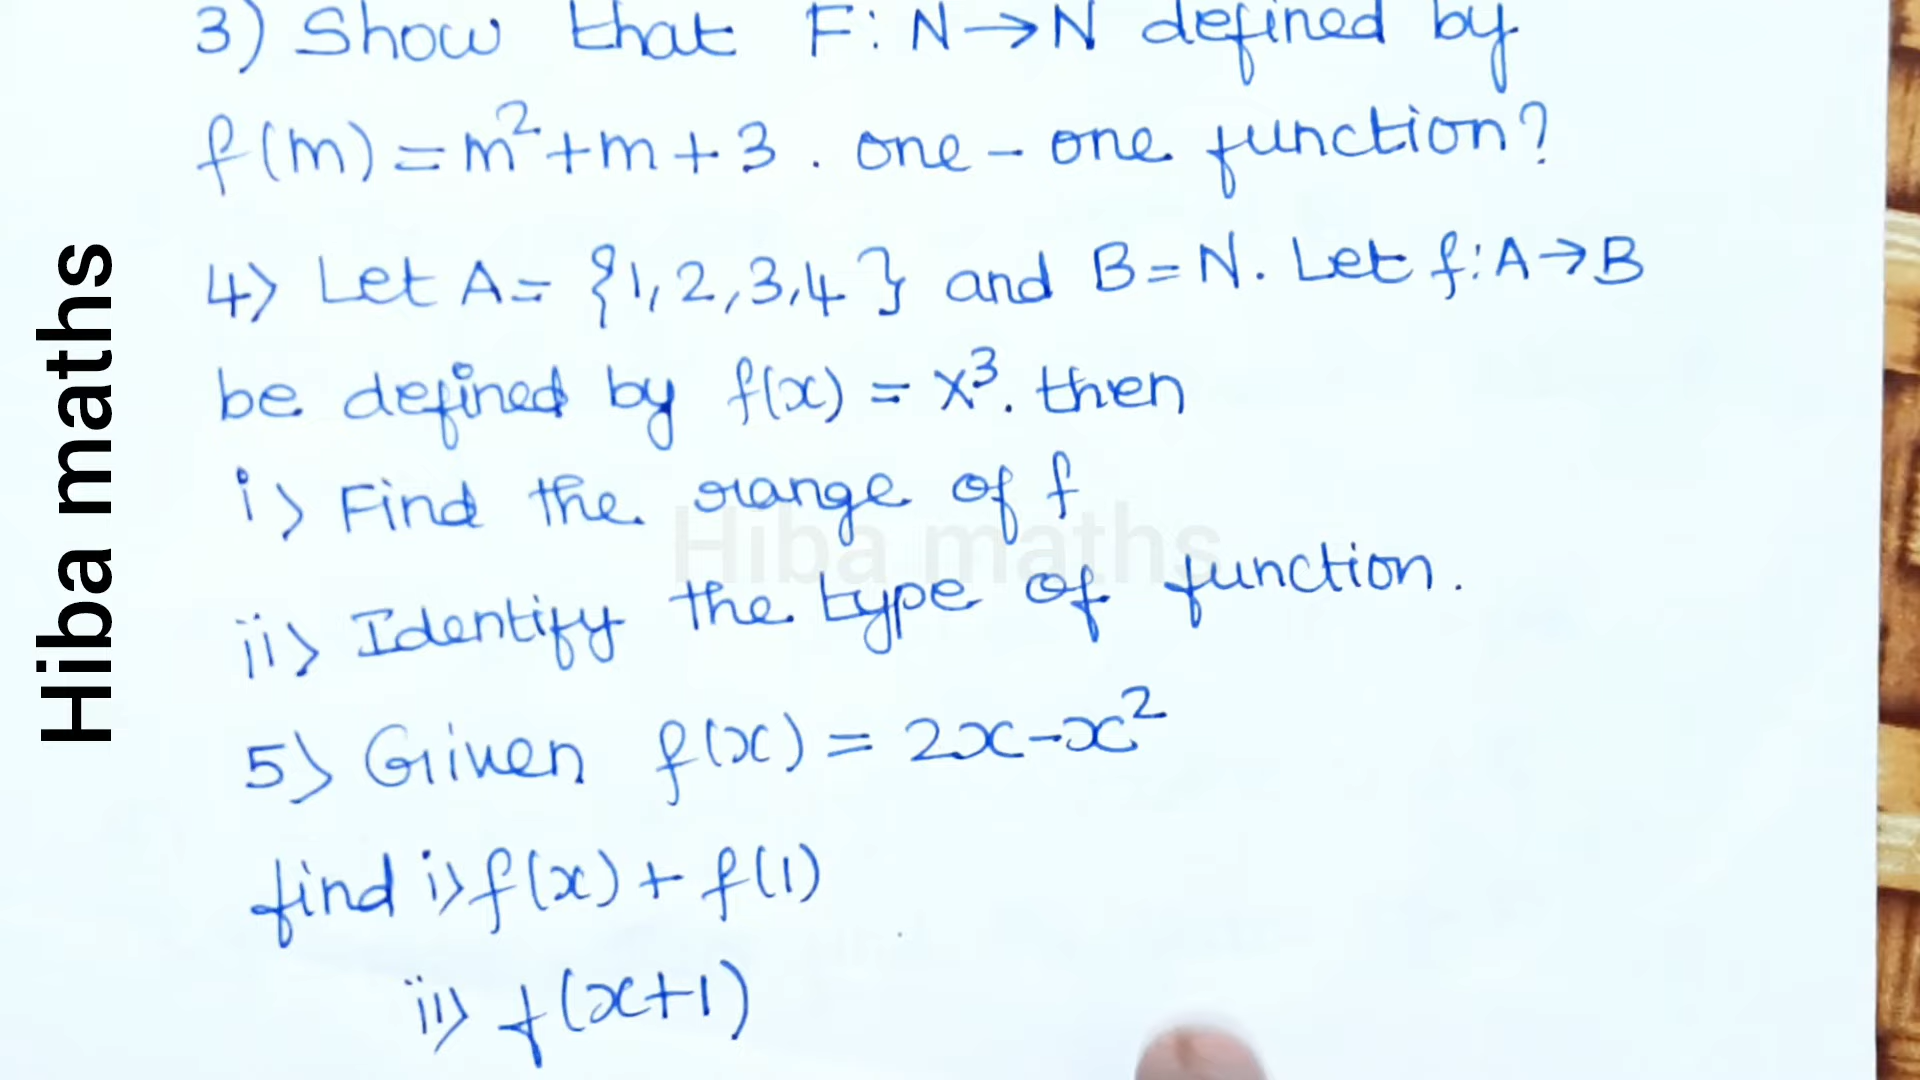 3) Show that F: N→N defined by
f(m) = m²+m+3. one-one function?
4) Let A= {1,2,3,4} and B=N. Let f:A→B
be defined by f(x) = x³. then
i) Find the range of f
ii) Identify the type of function.
5) Given f(x) = 2x-x²
find i) f(x) + f(1)
ii) f(x+1)
Hiba maths
Hiba maths